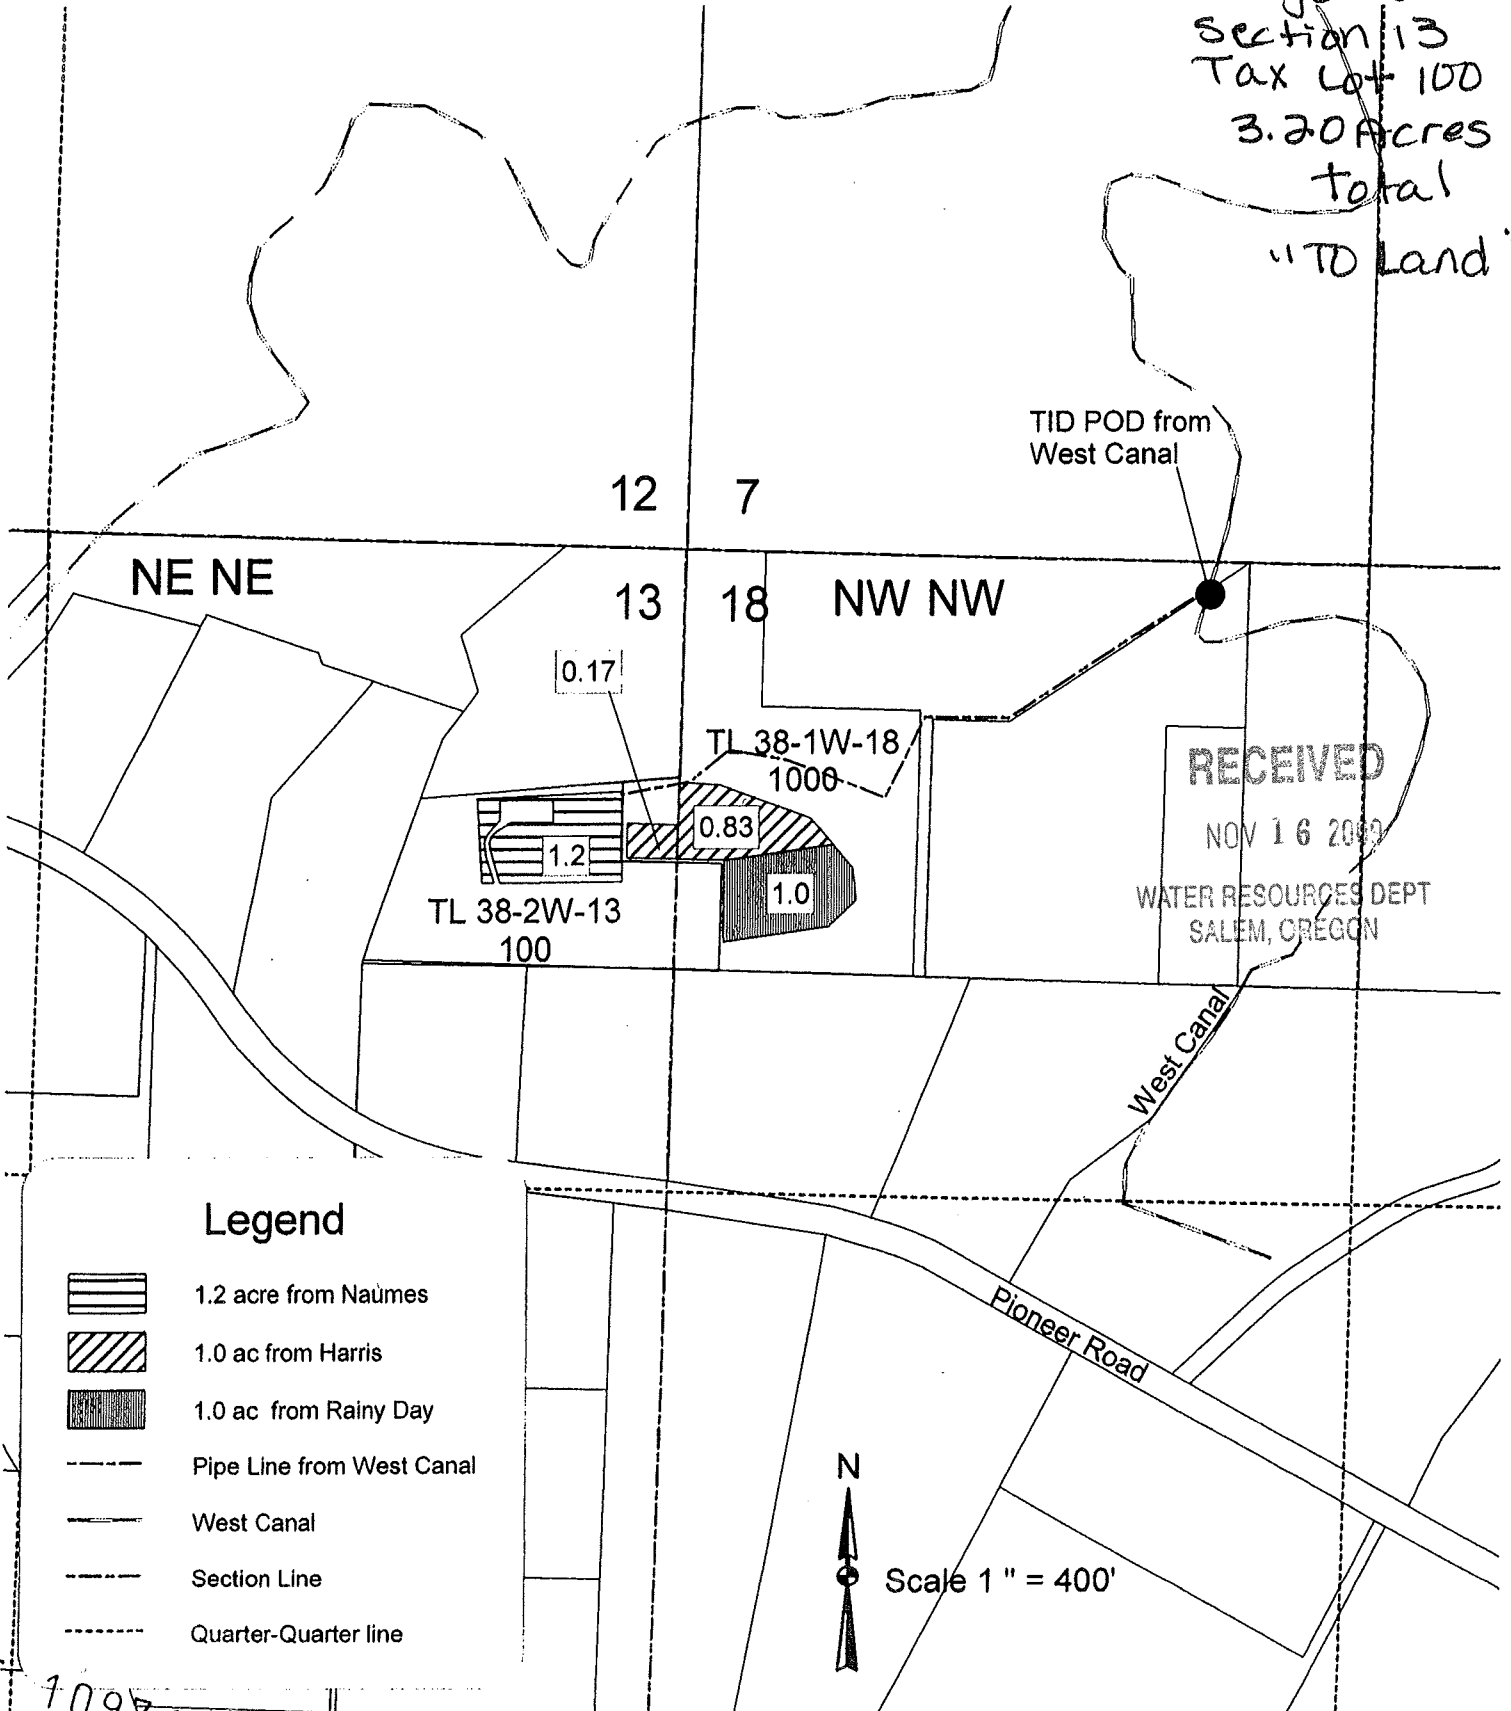 Section 13
Tax Lot 100
3.20 Acres
total
"TO Land"
TID POD from
West Canal
12
7
NE NE
13
18
NW NW
0.17
TL 38-1W-18
1000
RECEIVED
0.83
NOV 16
1.2
1.0
WATER RESOURCES DEPT
SALEM, OREGON
TL 38-2W-13
100
West Canal
Legend
1.2 acre from Naumes
1.0 ac from Harris
1.0 ac from Rainy Day
Pipe Line from West Canal
West Canal
Section Line
Quarter-Quarter line
Pioneer Road
N
Scale 1 " = 400'
109